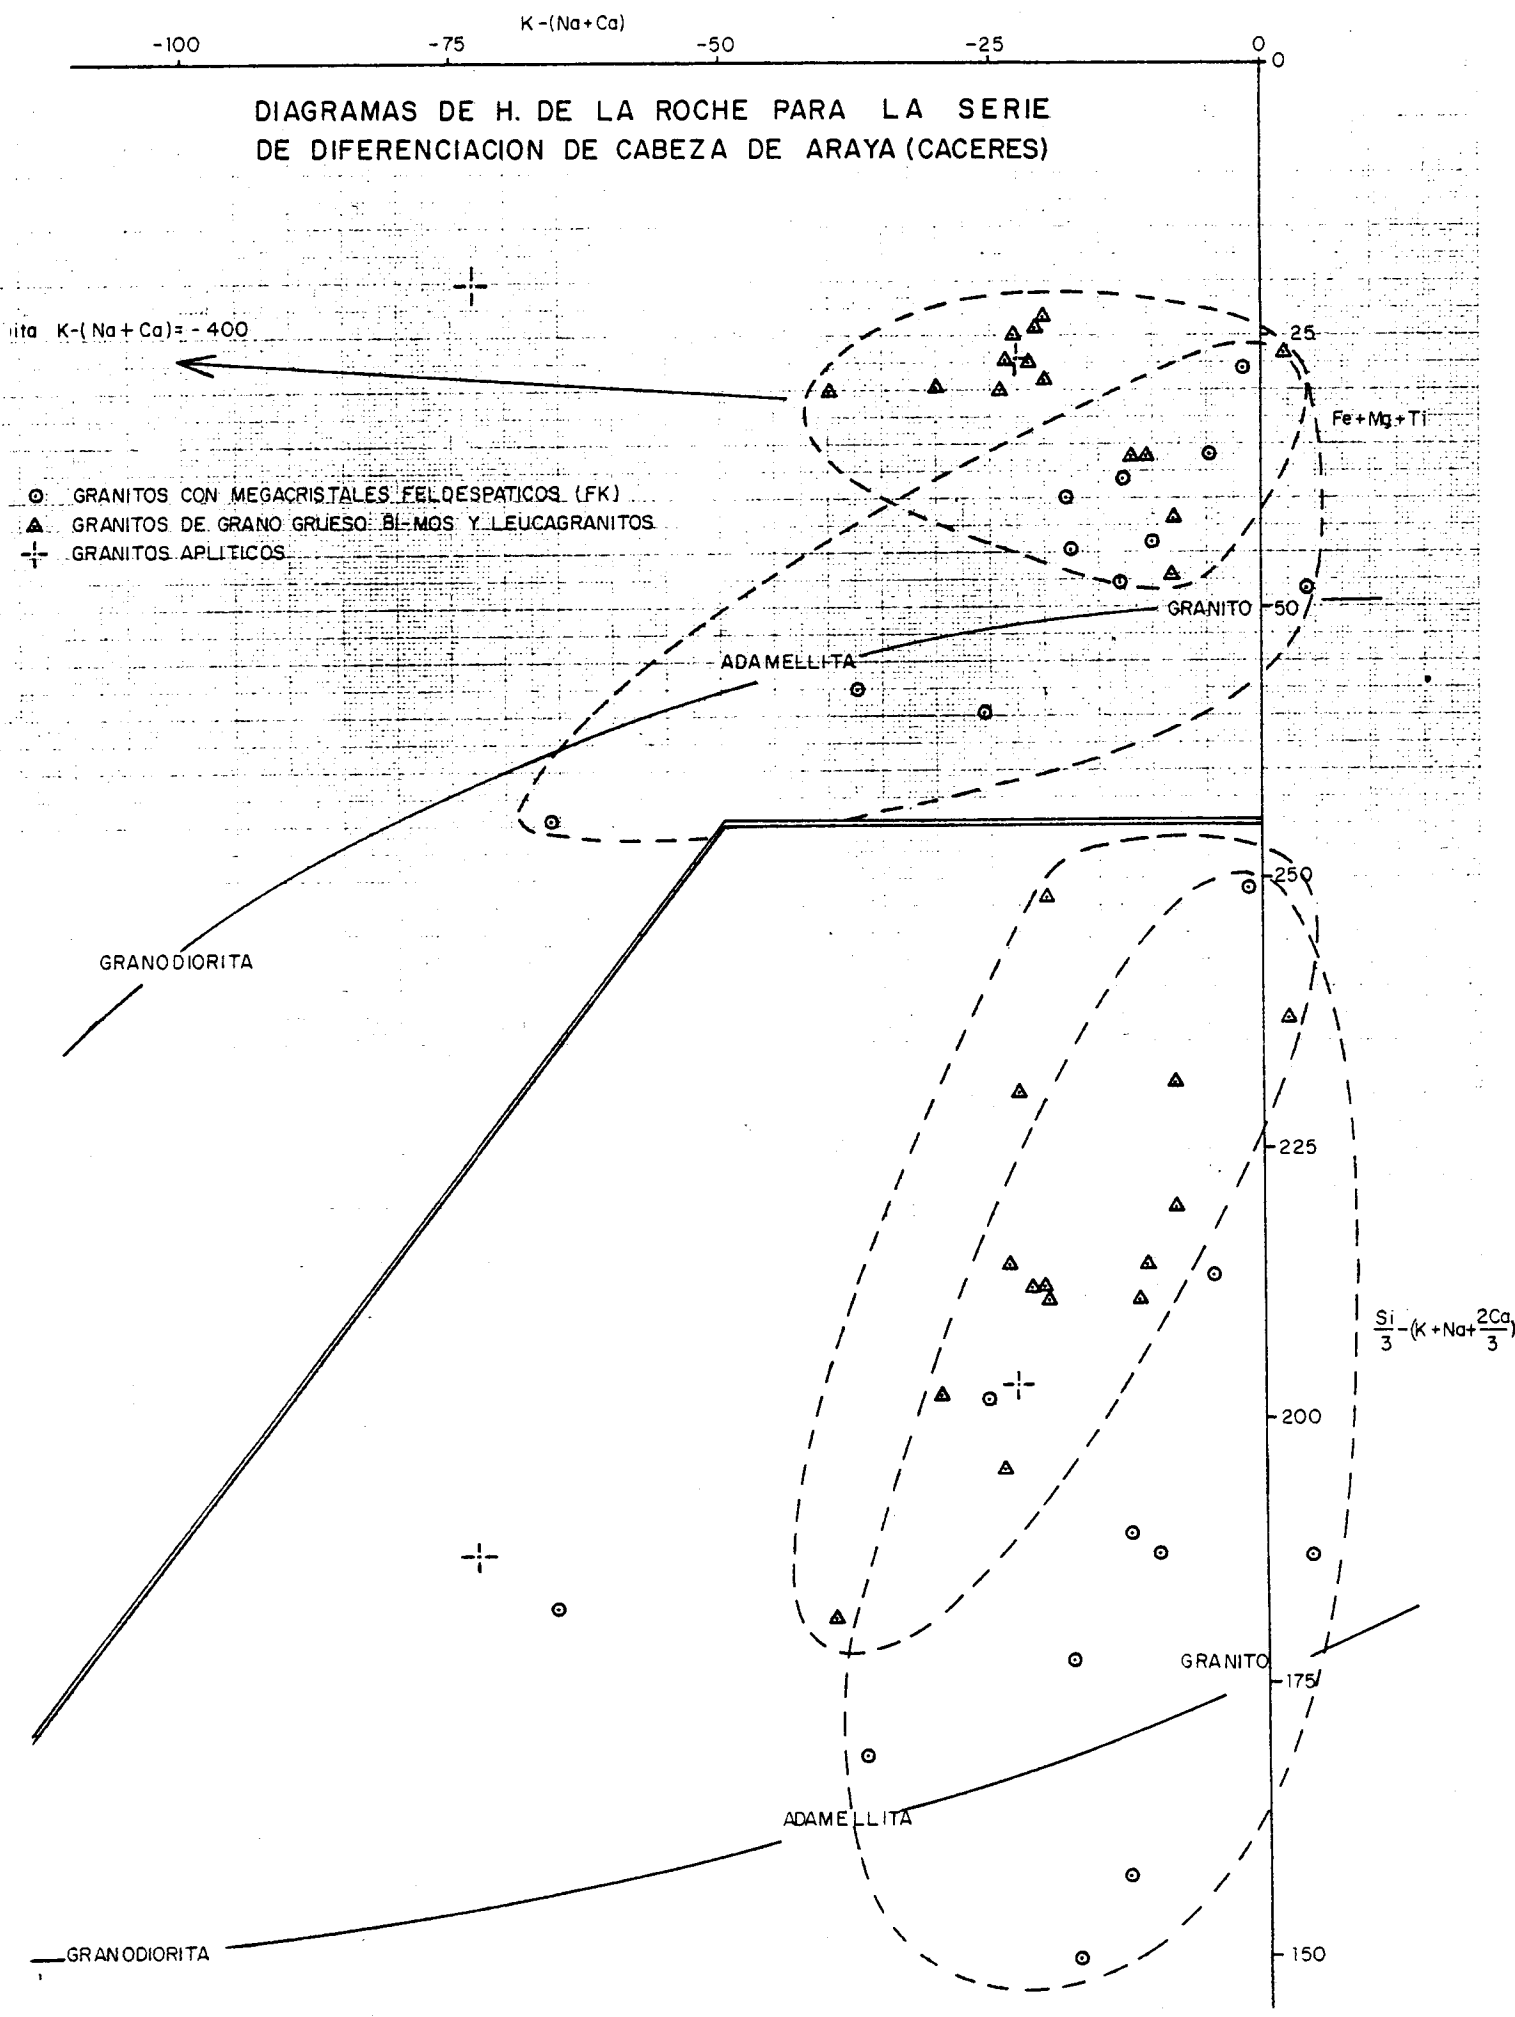 K-(Na+Ca)
-100 -75 -50 -25 0
0
DIAGRAMAS DE H. DE LA ROCHE PARA LA SERIE
DE DIFERENCIACION DE CABEZA DE ARAYA (CACERES)
ita K-(Na+Ca)= -400
25
Fe+Mg+Ti
GRANITOS CON MEGACRISTALES FELDESPATICOS (FK)
GRANITOS DE GRANO GRUESO BI-MOS Y LEUCAGRANITOS
GRANITOS APLITICOS
GRANITO 50
ADAMELLITA
250
GRANODIORITA
225
Si/3-(K+Na+2Ca/3)
200
GRANITO
175
ADAMELLITA
GRANODIORITA
150